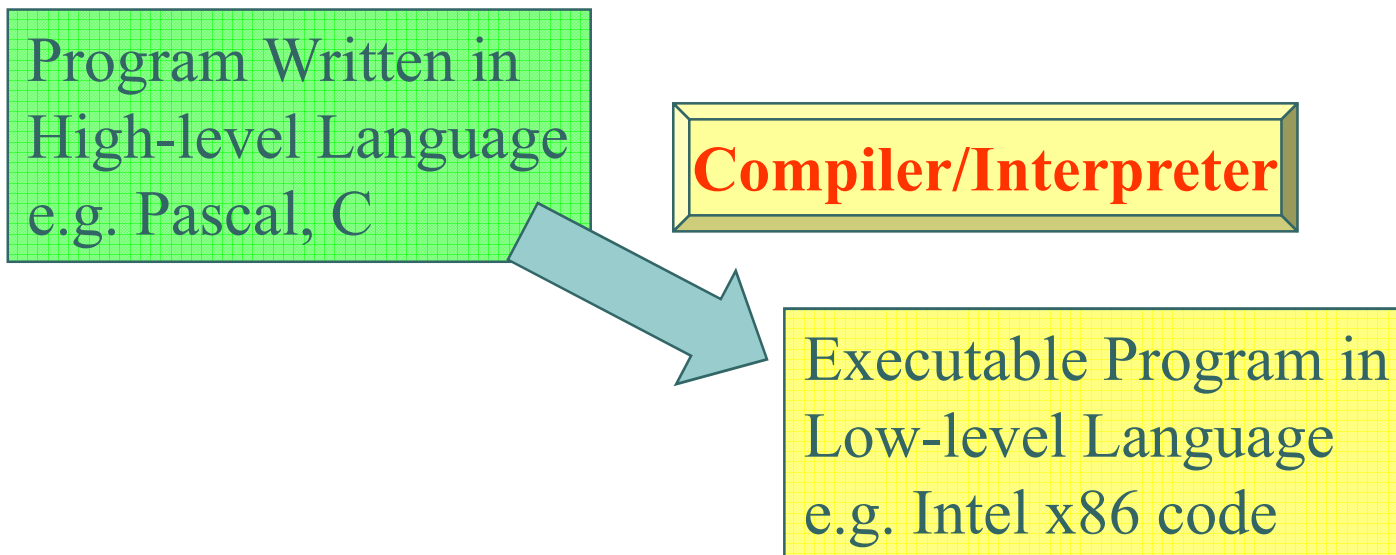 Program Written in
High-level Language
e.g. Pascal, C
Compiler/Interpreter
Executable Program in
Low-level Language
e.g. Intel x86 code